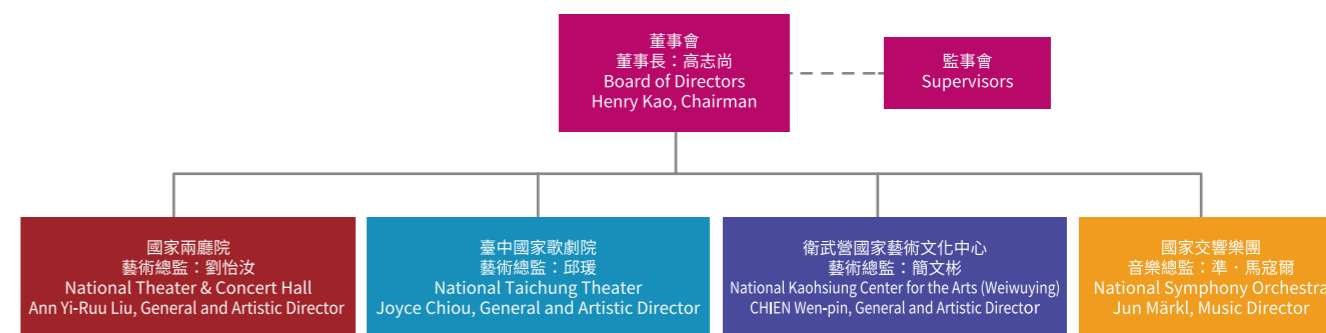 董事會
董事長：高志尚
Board of Directors
Henry Kao, Chairman
監事會
Supervisors
國家兩廳院
藝術總監：劉怡汝
National Theater & Concert Hall
Ann Yi-Ruu Liu, General and Artistic Director
臺中國家歌劇院
藝術總監：邱瑗
National Taichung Theater
Joyce Chiou, General and Artistic Director
衛武營國家藝術文化中心
藝術總監：簡文彬
National Kaohsiung Center for the Arts (Weiwuying)
CHIEN Wen-pin, General and Artistic Director
國家交響樂團
音樂總監：準．馬寇爾
National Symphony Orchestra
Jun Märkl, Music Director